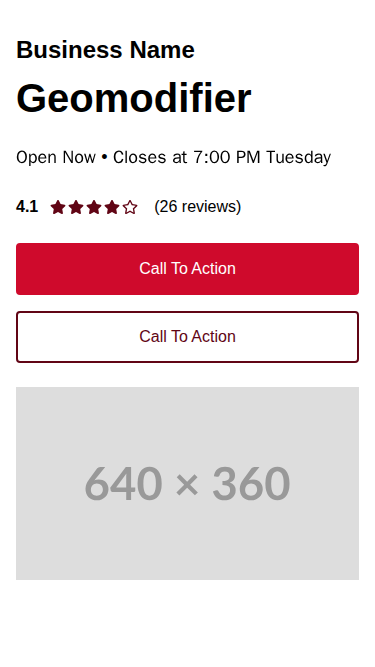 Business Name
Geomodifier
Open Now • Closes at 7:00 PM Tuesday
4.1 (26 reviews)
Call To Action
Call To Action
640 × 360